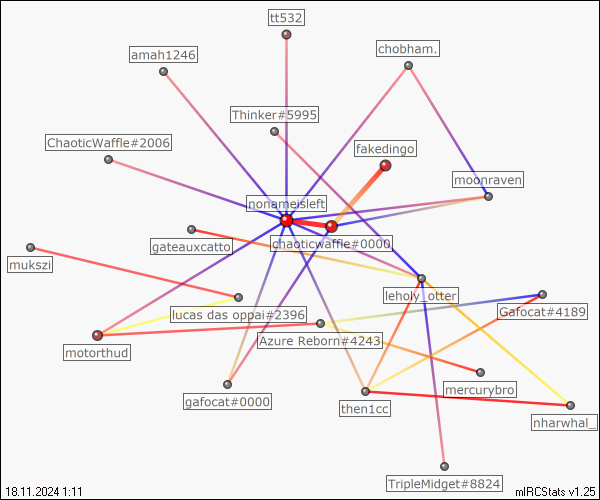 tt532
chobham.
amah1246
Thinker#5995
ChaoticWaffle#2006
fakedingo
moonraven
nonameisleft
chaoticwaffle#0000
gateauxcatto
mukszi
leholy_otter
lucas das oppai#2396
Gafocat#4189
Azure Reborn#4243
motorthud
mercurybro
gafocat#0000
then1cc
nharwhal_
TripleMidget#8824
18.11.2024 1:11
mIRCStats v1.25